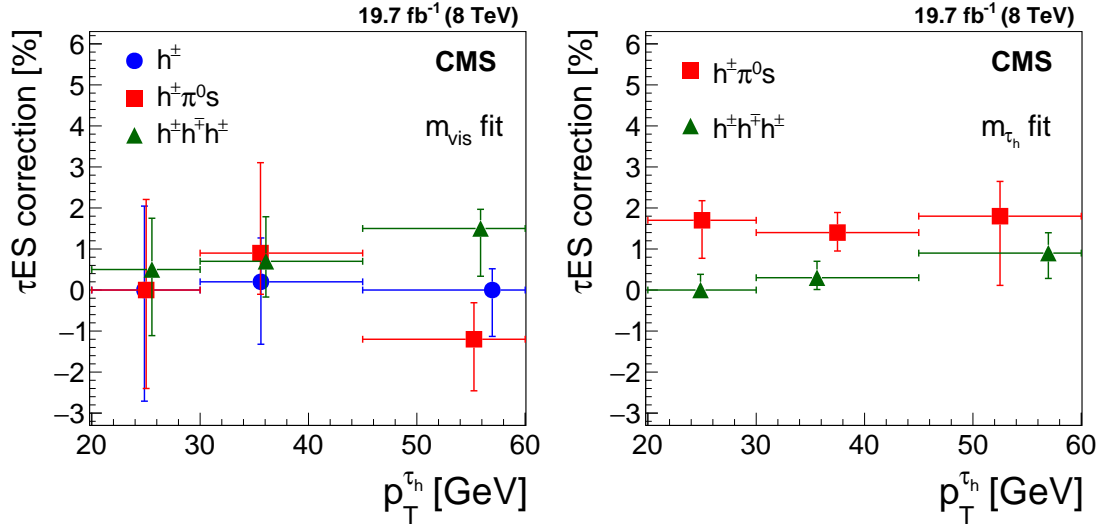 19.7 fb⁻¹ (8 TeV)
τES correction [%]
6
5
4
3
2
1
0
−1
−2
−3
h±
h±π⁰s
h±h∓h±
CMS
m_vis fit
20 30 40 50 60
p_T^τ_h [GeV]
19.7 fb⁻¹ (8 TeV)
τES correction [%]
6
5
4
3
2
1
0
−1
−2
−3
h±π⁰s
h±h∓h±
CMS
m_τ_h fit
20 30 40 50 60
p_T^τ_h [GeV]